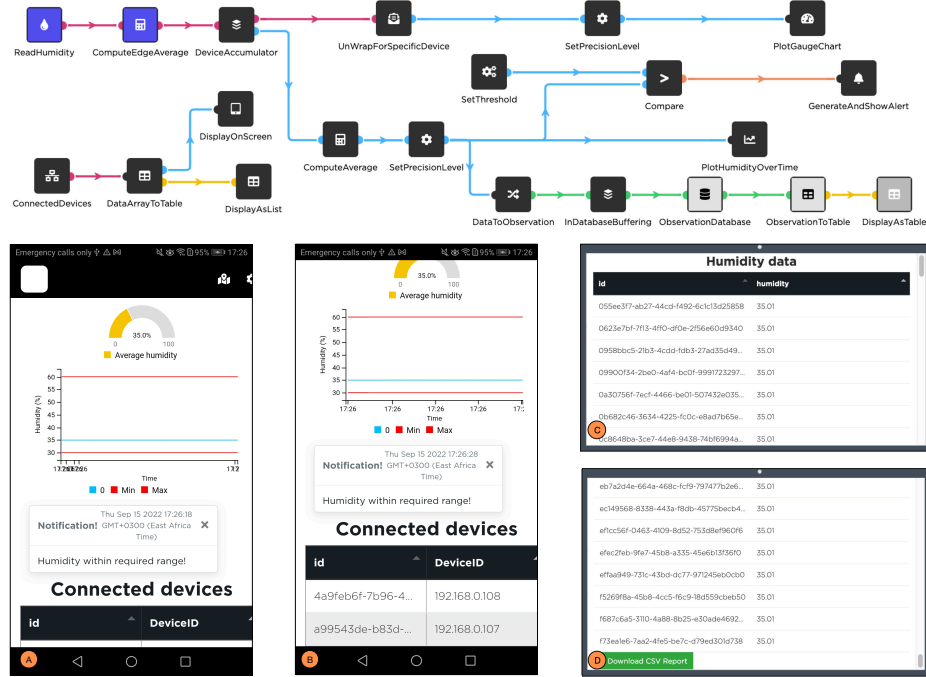 ReadHumidity
ComputeEdgeAverage
DeviceAccumulator
UnWrapForSpecificDevice
SetPrecisionLevel
PlotGaugeChart
SetThreshold
Compare
GenerateAndShowAlert
DisplayOnScreen
ComputeAverage
SetPrecisionLevel
PlotHumidityOverTime
ConnectedDevices
DataArrayToTable
DisplayAsList
DataToObservation
InDatabaseBuffering
ObservationDatabase
ObservationToTable
DisplayAsTable
Emergency calls only 95% 17:26
35.0%
0 100
Average humidity
Humidity (%)
60
55
50
45
40
35
30
Time
0 Min Max
Thu Sep 15 2022 17:26:18
Notification! GMT+0300 (East Africa
Time)
Humidity within required range!
Connected devices
id DeviceID
A
Emergency calls only 95% 17:26
35.0%
0 100
Average humidity
Humidity (%)
60
55
50
45
40
35
30
17:26 17:26 17:26 17:26 17:2
Time
0 Min Max
Thu Sep 15 2022 17:26:28
Notification! GMT+0300 (East Africa
Time)
Humidity within required range!
Connected devices
id DeviceID
4a9feb6f-7b96-4... 192.168.0.108
a99543de-b83d-... 192.168.0.107
B
Humidity data
id humidity
055ee3f7-ab27-44cd-f492-6c1c13d25858 35.01
0623e7bf-7f13-4ff0-df0e-2f56e60d9340 35.01
0958bbc5-21b3-4cdd-fdb3-27ad35d49... 35.01
09900f34-2be0-4af4-bc0f-9991723297... 35.01
0a30756f-7ecf-4466-be01-507432e035... 35.01
0b682c46-3634-4225-fc0c-e8ad7b65e... 35.01
0c8648ba-3ce7-44e8-9438-74bf6994a... 35.01
C
eb7a2d4e-664a-468c-fcf9-797477b2e6... 35.01
ec149568-8338-443a-f8db-45775becb4... 35.01
ef1cc56f-0463-4109-8d52-753d8ef960f6 35.01
efec2feb-9fe7-45b8-a335-45e6b13f36f0 35.01
effaa949-731c-43bd-dc77-971245eb0cb0 35.01
f5269f8a-45b8-4cc5-f6c9-18d559cbeb50 35.01
f687c6a5-3110-4a88-8b25-e30ade4692... 35.01
f73ea1e6-7aa2-4fe5-be7c-d79ed301d738 35.01
D Download CSV Report